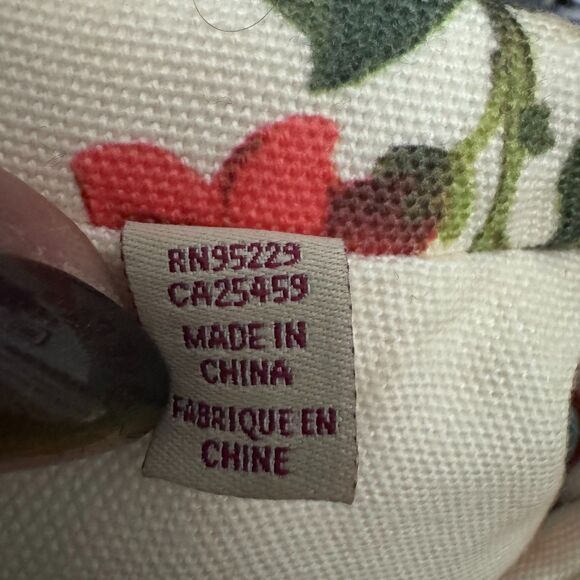 RN95229
CA25459
MADE IN
CHINA
FABRIQUE EN
CHINE